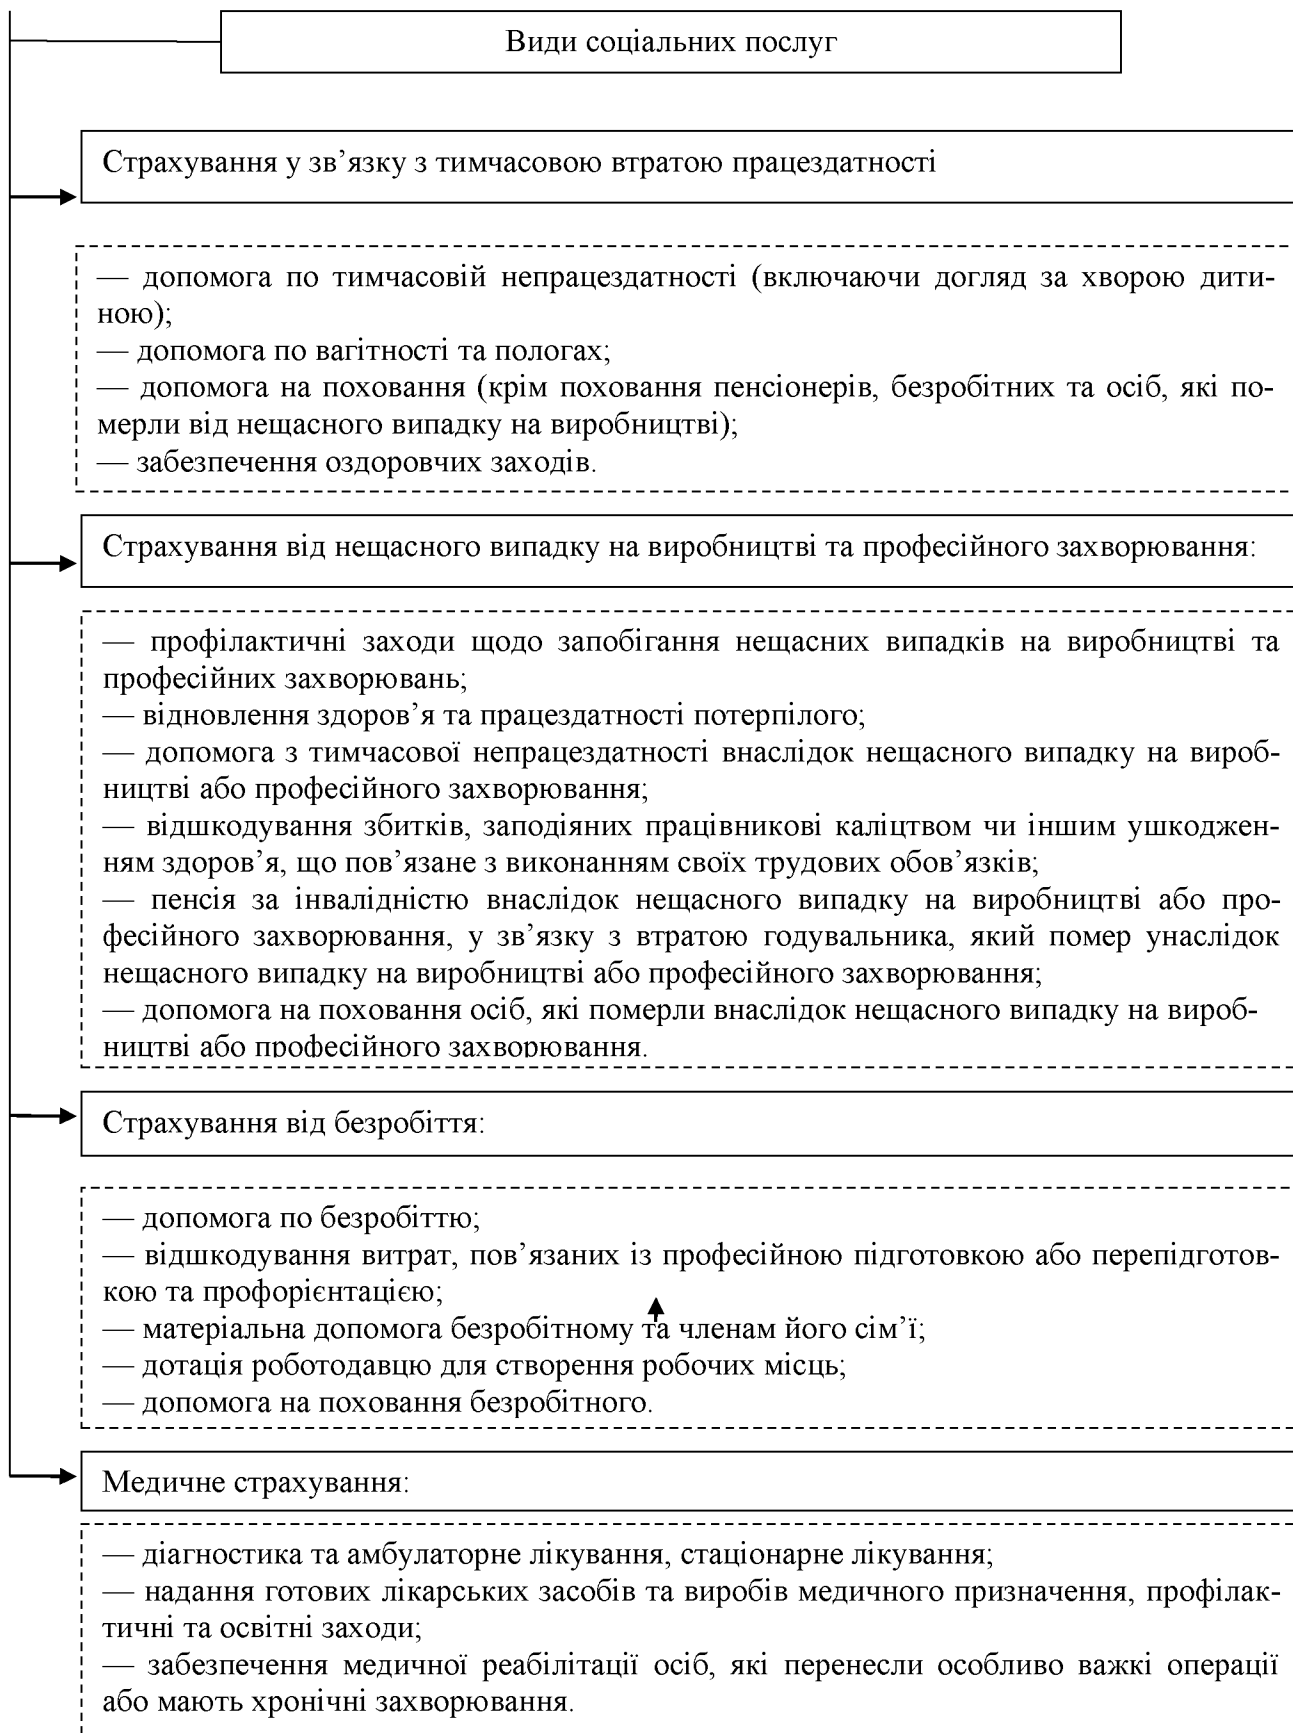 Види соціальних послуг
Страхування у зв’язку з тимчасовою втратою працездатності
— допомога по тимчасовій непрацездатності (включаючи догляд за хворою дити-
ною);
— допомога по вагітності та пологах;
— допомога на поховання (крім поховання пенсіонерів, безробітних та осіб, які по-
мерли від нещасного випадку на виробництві);
— забезпечення оздоровчих заходів.
Страхування від нещасного випадку на виробництві та професійного захворювання:
— профілактичні заходи щодо запобігання нещасних випадків на виробництві та
професійних захворювань;
— відновлення здоров’я та працездатності потерпілого;
— допомога з тимчасової непрацездатності внаслідок нещасного випадку на вироб-
ництві або професійного захворювання;
— відшкодування збитків, заподіяних працівникові каліцтвом чи іншим ушкоджен-
ням здоров’я, що пов’язане з виконанням своїх трудових обов’язків;
— пенсія за інвалідністю внаслідок нещасного випадку на виробництві або про-
фесійного захворювання, у зв’язку з втратою годувальника, який помер унаслідок
нещасного випадку на виробництві або професійного захворювання;
— допомога на поховання осіб, які померли внаслідок нещасного випадку на вироб-
ництві або професійного захворювання.
Страхування від безробіття:
— допомога по безробіттю;
— відшкодування витрат, пов’язаних із професійною підготовкою або перепідготов-
кою та профорієнтацією;
— матеріальна допомога безробітному та членам його сім’ї;
— дотація роботодавцю для створення робочих місць;
— допомога на поховання безробітного.
Медичне страхування:
— діагностика та амбулаторне лікування, стаціонарне лікування;
— надання готових лікарських засобів та виробів медичного призначення, профілак-
тичні та освітні заходи;
— забезпечення медичної реабілітації осіб, які перенесли особливо важкі операції
або мають хронічні захворювання.